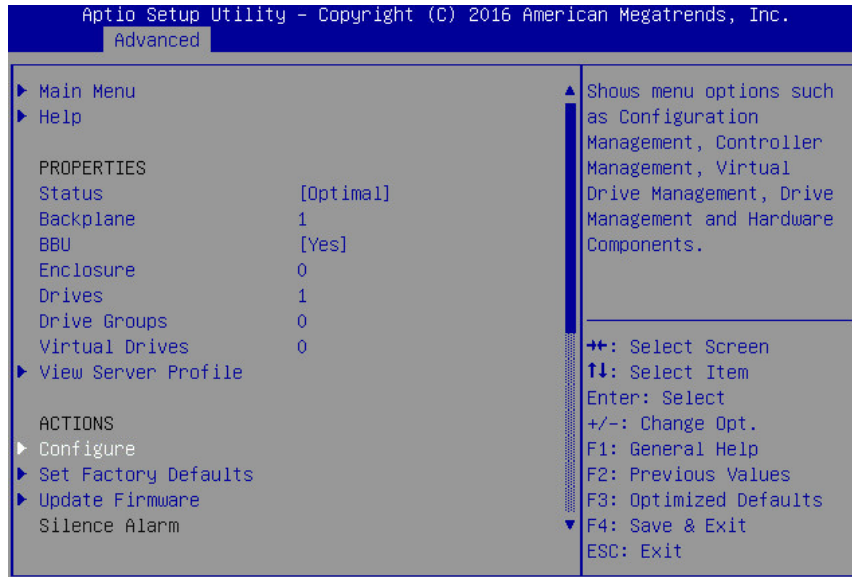 Aptio Setup Utility – Copyright (C) 2016 American Megatrends, Inc.
Advanced
Main Menu
Help
PROPERTIES
Status [Optimal]
Backplane 1
BBU [Yes]
Enclosure 0
Drives 1
Drive Groups 0
Virtual Drives 0
View Server Profile
ACTIONS
Configure
Set Factory Defaults
Update Firmware
Silence Alarm
Shows menu options such
as Configuration
Management, Controller
Management, Virtual
Drive Management, Drive
Management and Hardware
Components.
→←: Select Screen
↑↓: Select Item
Enter: Select
+/-: Change Opt.
F1: General Help
F2: Previous Values
F3: Optimized Defaults
F4: Save & Exit
ESC: Exit